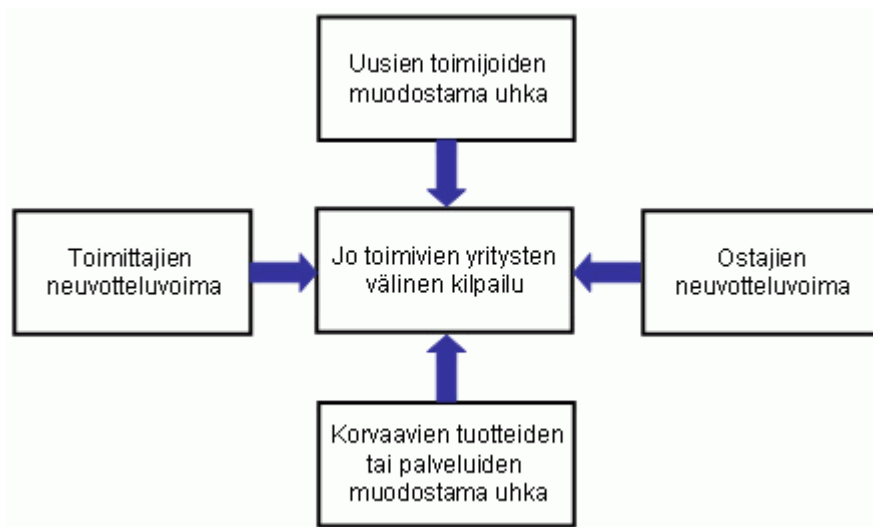 Uusien toimijoiden
muodostama uhka
Toimittajien
neuvotteluvoima
Jo toimivien yritysten
välinen kilpailu
Ostajien
neuvotteluvoima
Korvaavien tuotteiden
tai palveluiden
muodostama uhka